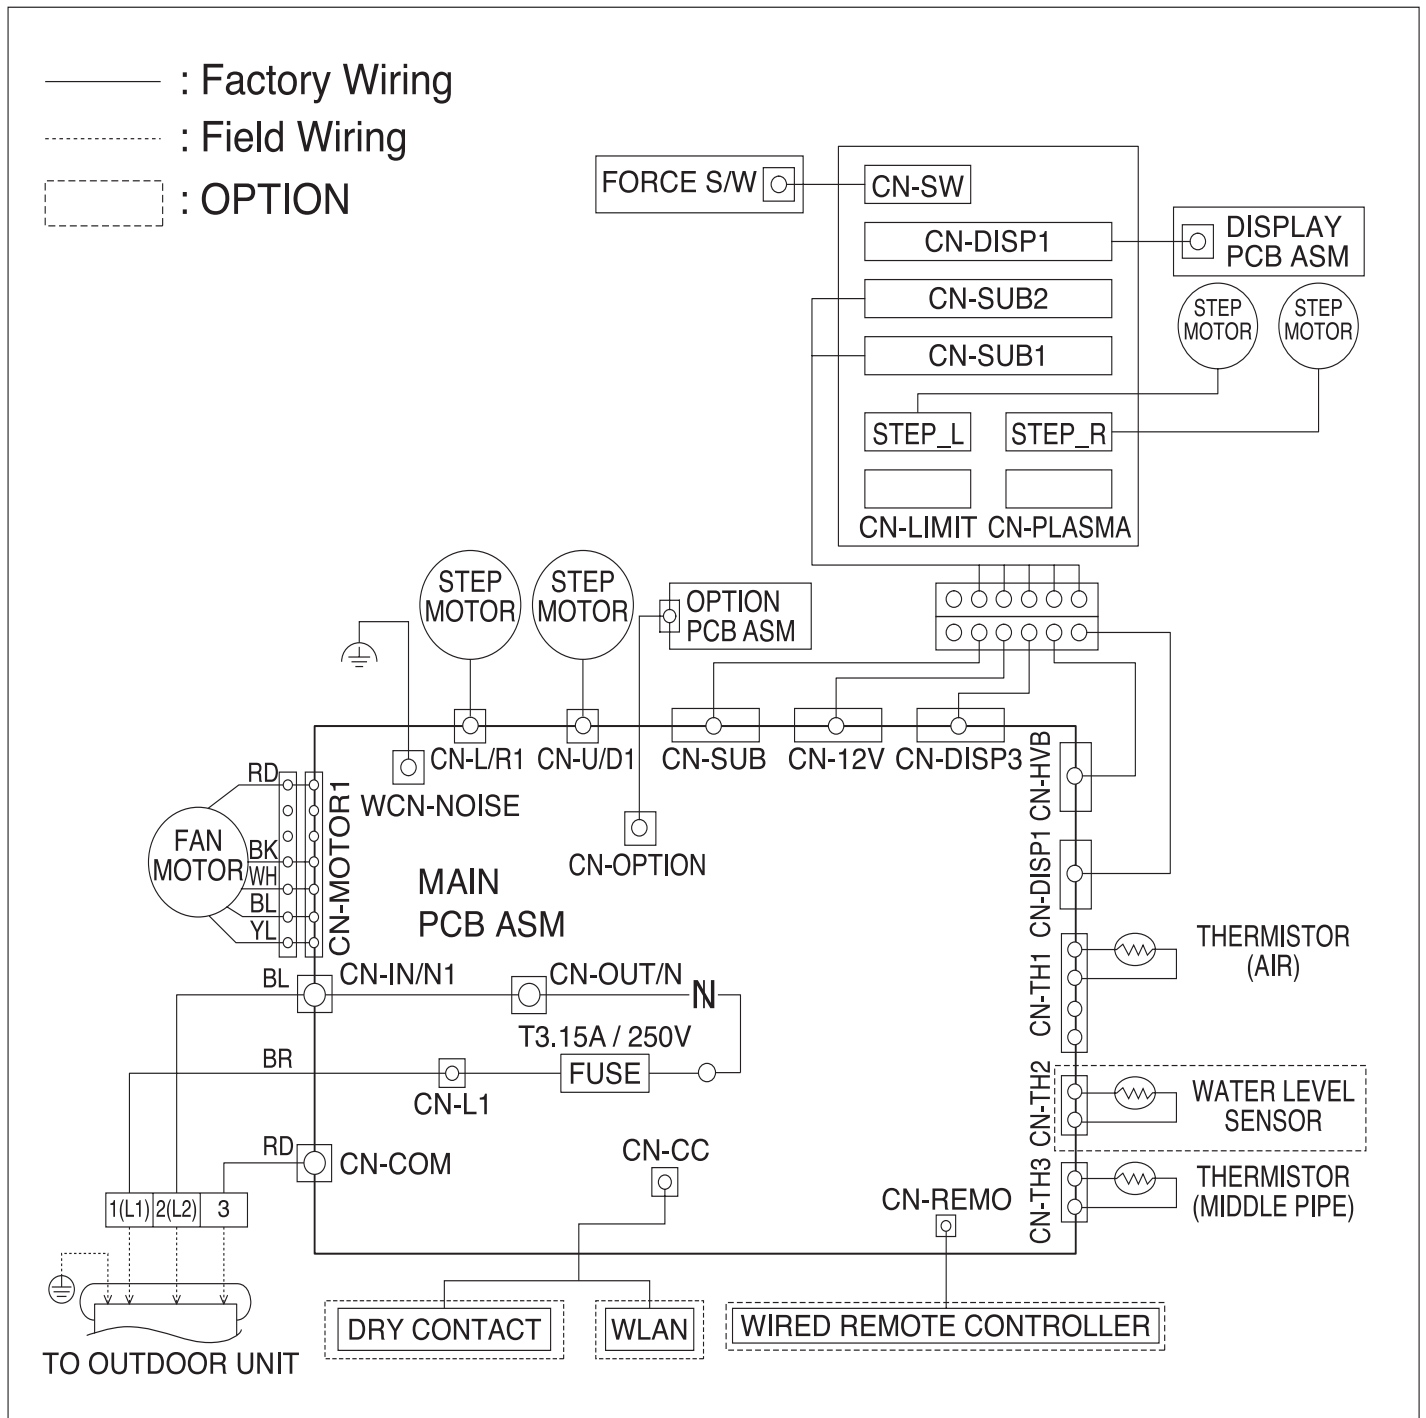 : Factory Wiring
: Field Wiring
: OPTION
FORCE S/W
CN-SW
CN-DISP1
DISPLAY
PCB ASM
CN-SUB2
CN-SUB1
STEP
MOTOR
STEP
MOTOR
STEP_L
STEP_R
CN-LIMIT
CN-PLASMA
STEP
MOTOR
STEP
MOTOR
OPTION
PCB ASM
CN-L/R1
CN-U/D1
CN-SUB
CN-12V
CN-DISP3
CN-HVB
WCN-NOISE
CN-OPTION
RD
BK
WH
BL
YL
FAN
MOTOR
CN-MOTOR1
MAIN
PCB ASM
CN-DISP1
CN-TH1
THERMISTOR
(AIR)
BL
CN-IN/N1
CN-OUT/N
N
T3.15A / 250V
FUSE
BR
CN-L1
CN-TH2
WATER LEVEL
SENSOR
RD
CN-COM
CN-CC
CN-REMO
CN-TH3
THERMISTOR
(MIDDLE PIPE)
1(L1) 2(L2) 3
TO OUTDOOR UNIT
DRY CONTACT
WLAN
WIRED REMOTE CONTROLLER